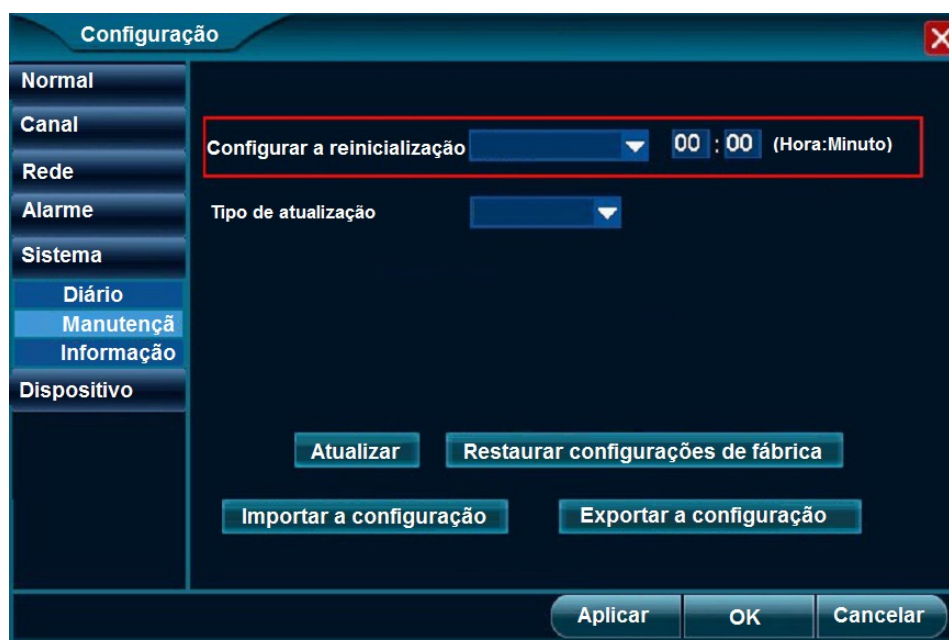 Configuração
Normal
Canal
Rede
Alarme
Sistema
Diário
Manutençã
Informação
Dispositivo
Configurar a reinicialização 00 : 00 (Hora:Minuto)
Tipo de atualização
Atualizar Restaurar configurações de fábrica
Importar a configuração Exportar a configuração
Aplicar OK Cancelar